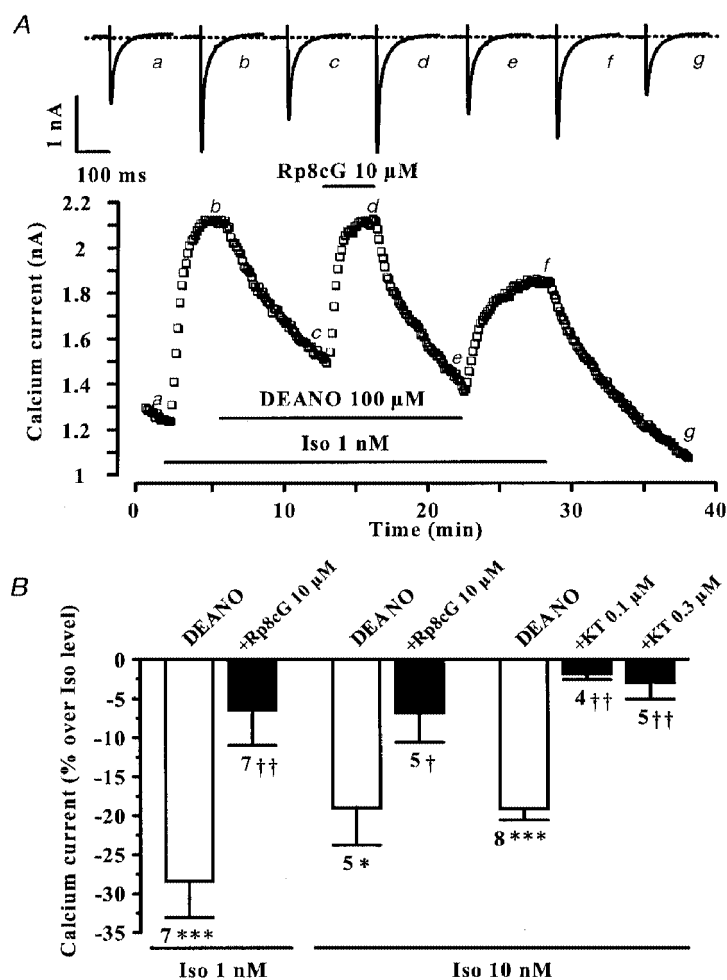 A
a b c d e f g
1 nA
100 ms
Rp8cG 10 µM
2.2
2
1.8
1.6
1.4
1.2
1
Calcium current (nA)
a
b
c
d
e
f
g
DEANO 100 µM
Iso 1 nM
0 10 20 30 40
Time (min)
B
DEANO
+Rp8cG 10 µM
DEANO
+Rp8cG 10 µM
DEANO
+KT 0.1 µM
+KT 0.3 µM
Calcium current (% over Iso level)
0
-5
-10
-15
-20
-25
-30
-35
7 ***
7 ††
5 *
5 †
8 ***
4 ††
5 ††
Iso 1 nM
Iso 10 nM